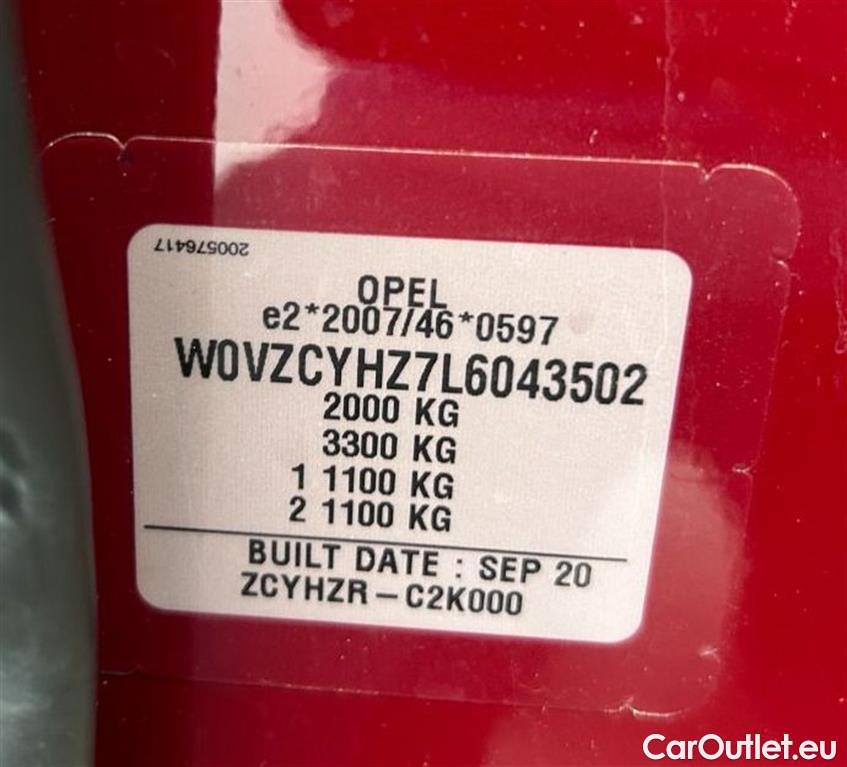 200576417
OPEL
e2*2007/46*0597
W0VZCYHZ7L6043502
2000 KG
3300 KG
1 1100 KG
2 1100 KG
BUILT DATE : SEP 20
ZCYHZR-C2K000
CarOutlet.eu